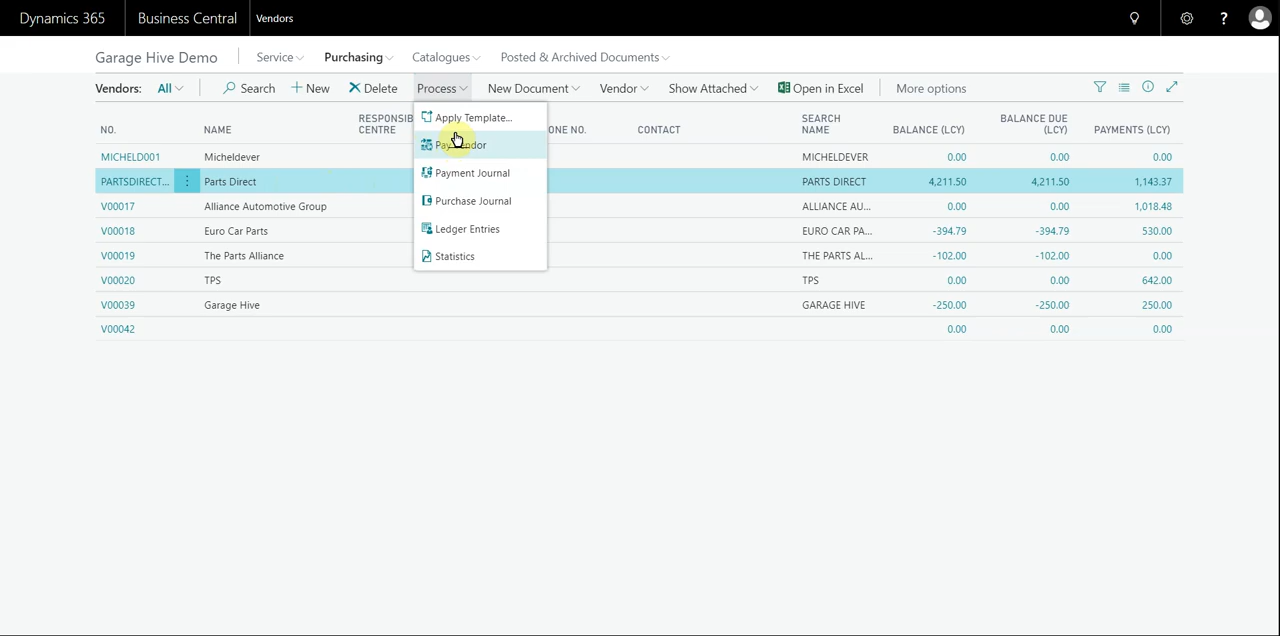 Dynamics 365 Business Central Vendors ?
Garage Hive Demo Service Purchasing Catalogues Posted & Archived Documents
Vendors: All Search + New Delete Process New Document Vendor Show Attached Open in Excel More options
NO. NAME RESPONSIB CENTRE ONE NO. CONTACT SEARCH NAME BALANCE (LCY) BALANCE DUE (LCY) PAYMENTS (LCY)
Apply Template...
Pay Vendor
Payment Journal
Purchase Journal
Ledger Entries
Statistics
MICHELD001 Micheldever MICHELDEVER 0.00 0.00 0.00
PARTSDIRECT... Parts Direct PARTS DIRECT 4,211.50 4,211.50 1,143.37
V00017 Alliance Automotive Group ALLIANCE AU... 0.00 0.00 1,018.48
V00018 Euro Car Parts EURO CAR PA... -394.79 -394.79 530.00
V00019 The Parts Alliance THE PARTS AL... -102.00 -102.00 0.00
V00020 TPS TPS 0.00 0.00 642.00
V00039 Garage Hive GARAGE HIVE -250.00 -250.00 250.00
V00042 0.00 0.00 0.00